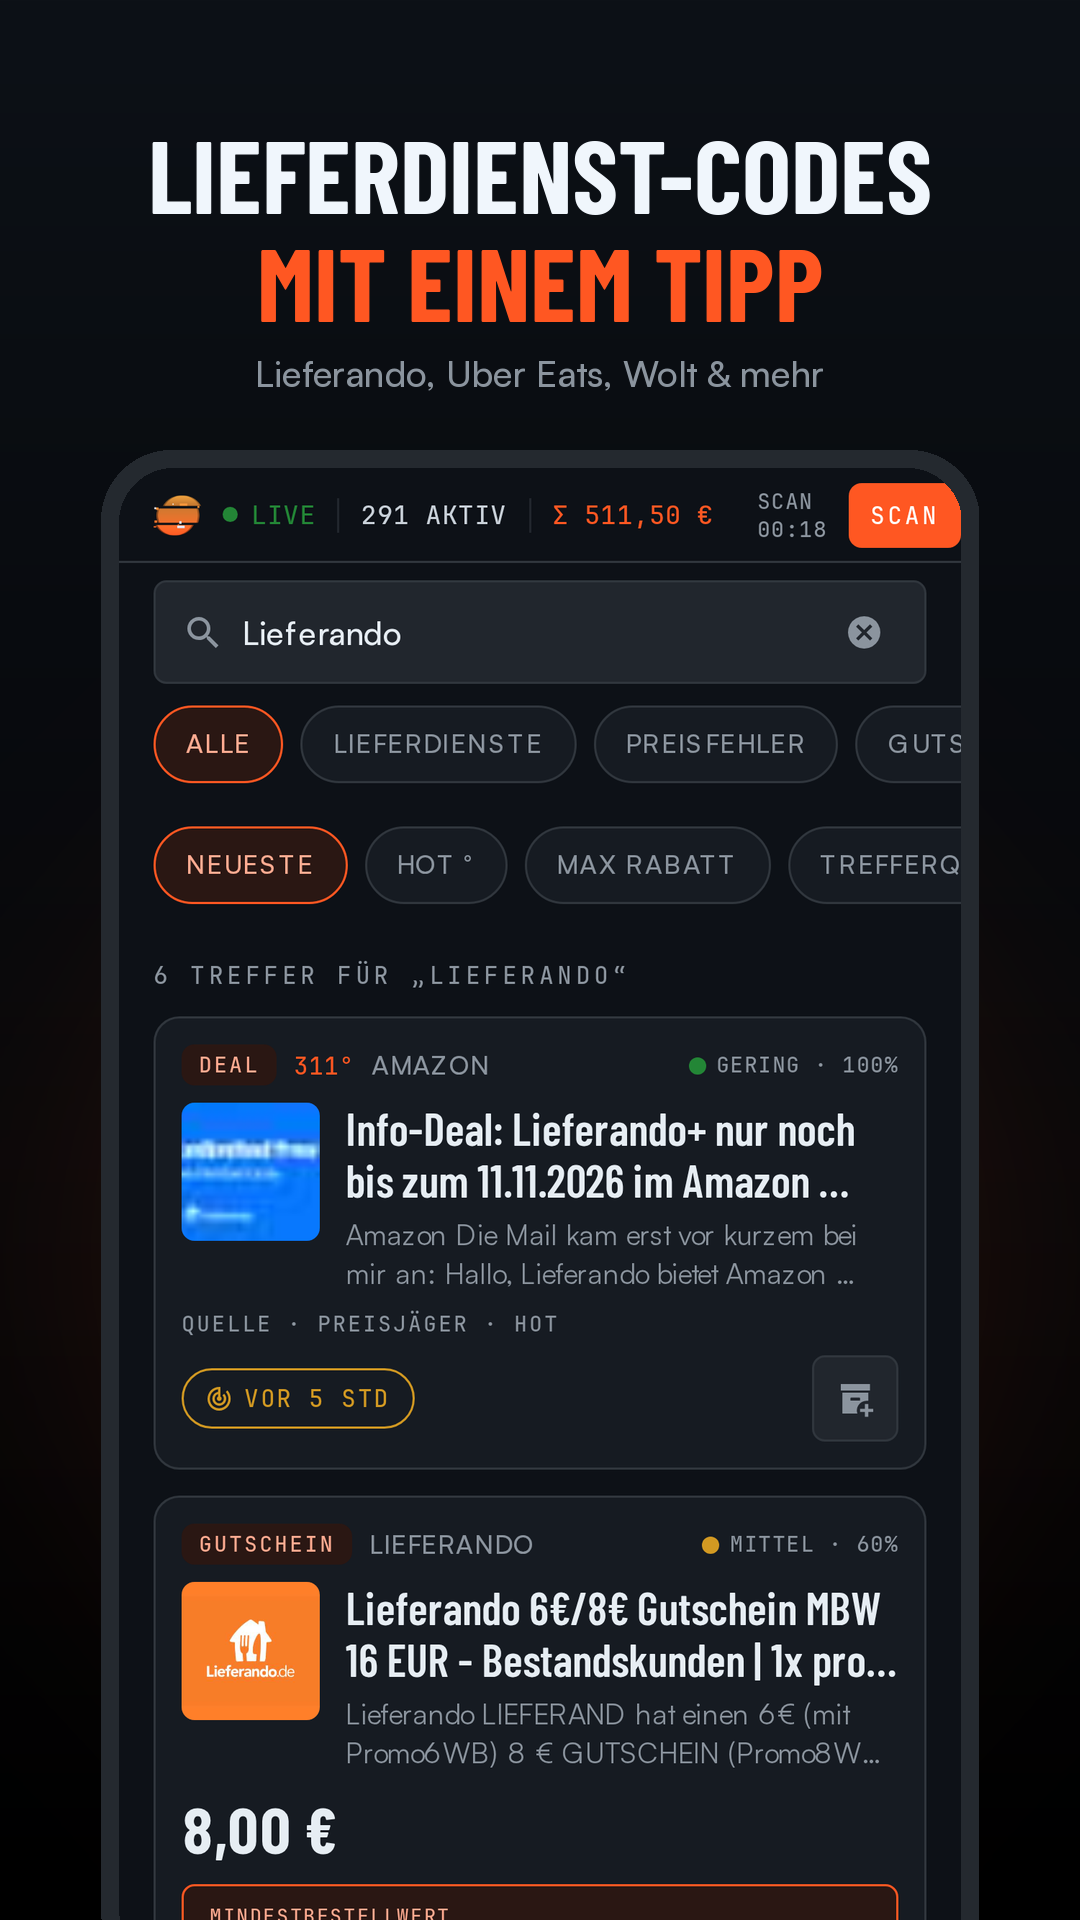 LIEFERDIENST-CODES
MIT EINEM TIPP
Lieferando, Uber Eats, Wolt & mehr
LIVE
291 AKTIV
Σ 511,50 €
SCAN
00:18
SCAN
Lieferando
ALLE
LIEFERDIENSTE
PREISFEHLER
GUTS
NEUESTE
HOT °
MAX RABATT
TREFFERQ
6 TREFFER FÜR „LIEFERANDO“
DEAL
311°
AMAZON
GERING · 100%
Info-Deal: Lieferando+ nur noch
bis zum 11.11.2026 im Amazon ...
Amazon Die Mail kam erst vor kurzem bei
mir an: Hallo, Lieferando bietet Amazon ...
QUELLE · PREISJÄGER · HOT
VOR 5 STD
GUTSCHEIN
LIEFERANDO
MITTEL · 60%
Lieferando.de
Lieferando 6€/8€ Gutschein MBW
16 EUR - Bestandskunden | 1x pro...
Lieferando LIEFERAND hat einen 6€ (mit
Promo6WB) 8 € GUTSCHEIN (Promo8W...
8,00 €
MINDESTBESTELLWERT